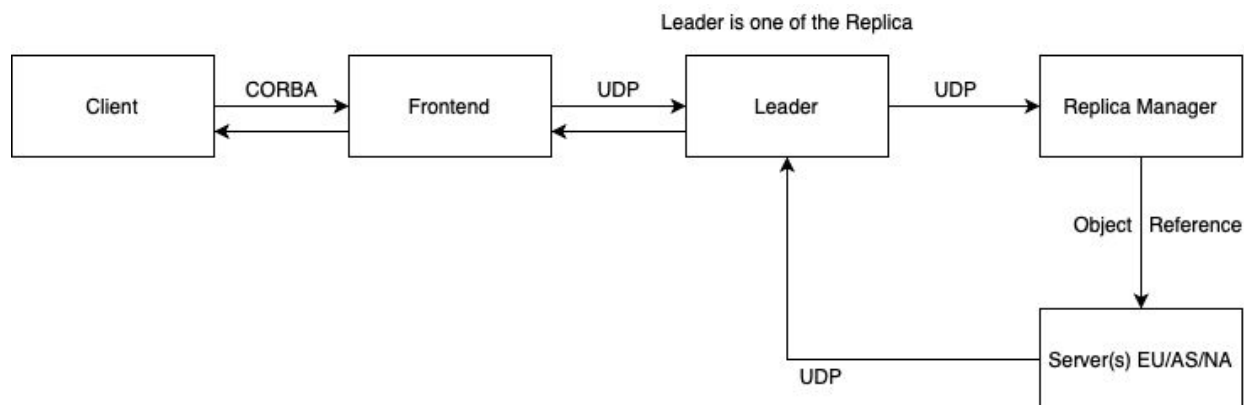 Leader is one of the Replica
Client
CORBA
Frontend
UDP
Leader
UDP
Replica Manager
Object Reference
Server(s) EU/AS/NA
UDP